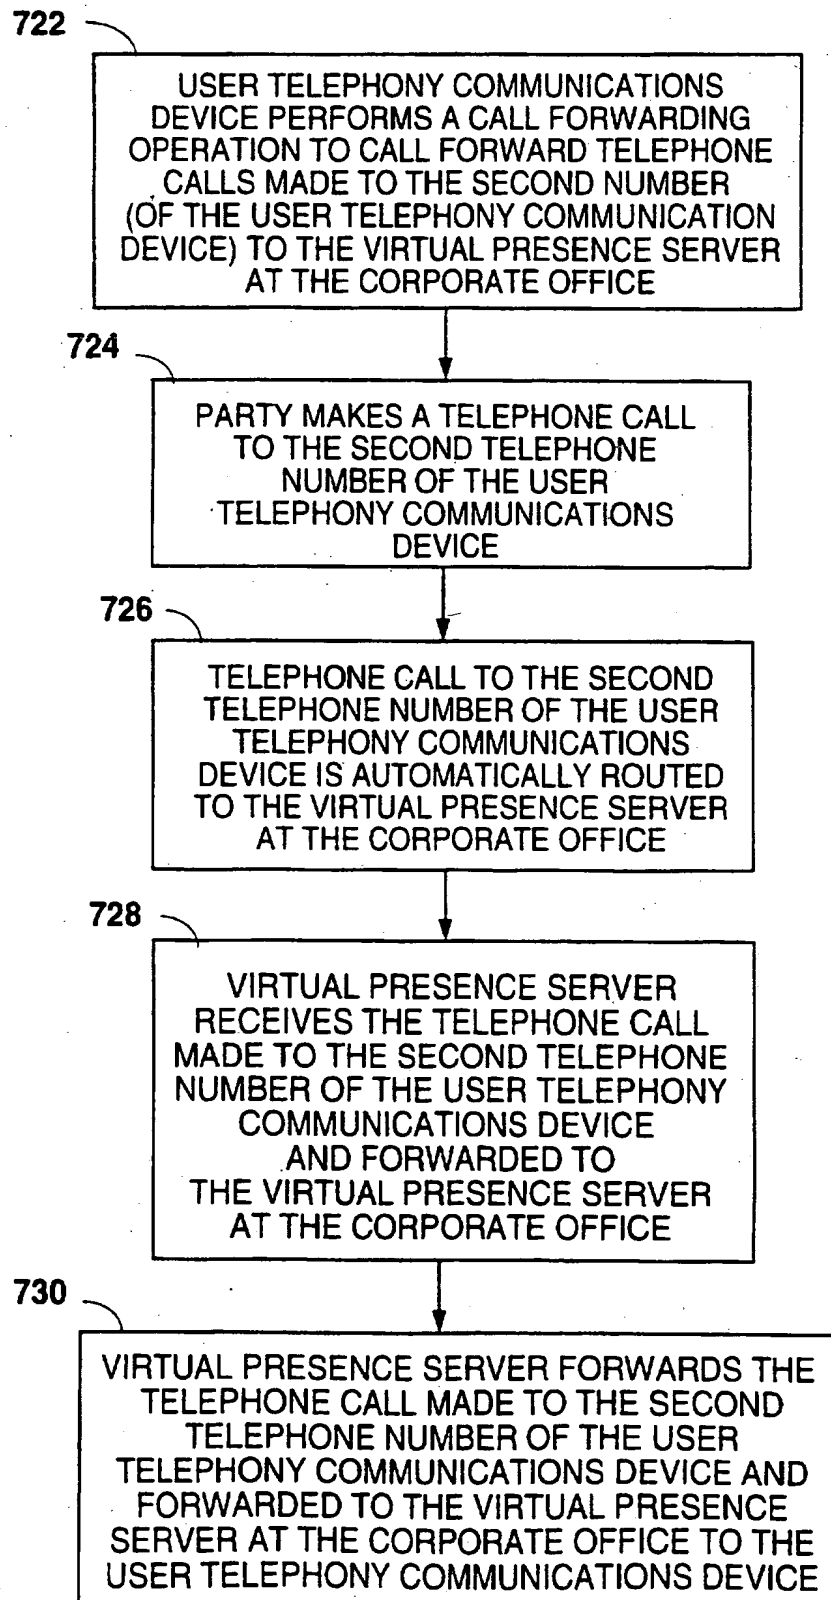 722
USER TELEPHONY COMMUNICATIONS
DEVICE PERFORMS A CALL FORWARDING
OPERATION TO CALL FORWARD TELEPHONE
CALLS MADE TO THE SECOND NUMBER
(OF THE USER TELEPHONY COMMUNICATION
DEVICE) TO THE VIRTUAL PRESENCE SERVER
AT THE CORPORATE OFFICE
724
PARTY MAKES A TELEPHONE CALL
TO THE SECOND TELEPHONE
NUMBER OF THE USER
TELEPHONY COMMUNICATIONS
DEVICE
726
TELEPHONE CALL TO THE SECOND
TELEPHONE NUMBER OF THE USER
TELEPHONY COMMUNICATIONS
DEVICE IS AUTOMATICALLY ROUTED
TO THE VIRTUAL PRESENCE SERVER
AT THE CORPORATE OFFICE
728
VIRTUAL PRESENCE SERVER
RECEIVES THE TELEPHONE CALL
MADE TO THE SECOND TELEPHONE
NUMBER OF THE USER TELEPHONY
COMMUNICATIONS DEVICE
AND FORWARDED TO
THE VIRTUAL PRESENCE SERVER
AT THE CORPORATE OFFICE
730
VIRTUAL PRESENCE SERVER FORWARDS THE
TELEPHONE CALL MADE TO THE SECOND
TELEPHONE NUMBER OF THE USER
TELEPHONY COMMUNICATIONS DEVICE AND
FORWARDED TO THE VIRTUAL PRESENCE
SERVER AT THE CORPORATE OFFICE TO THE
USER TELEPHONY COMMUNICATIONS DEVICE